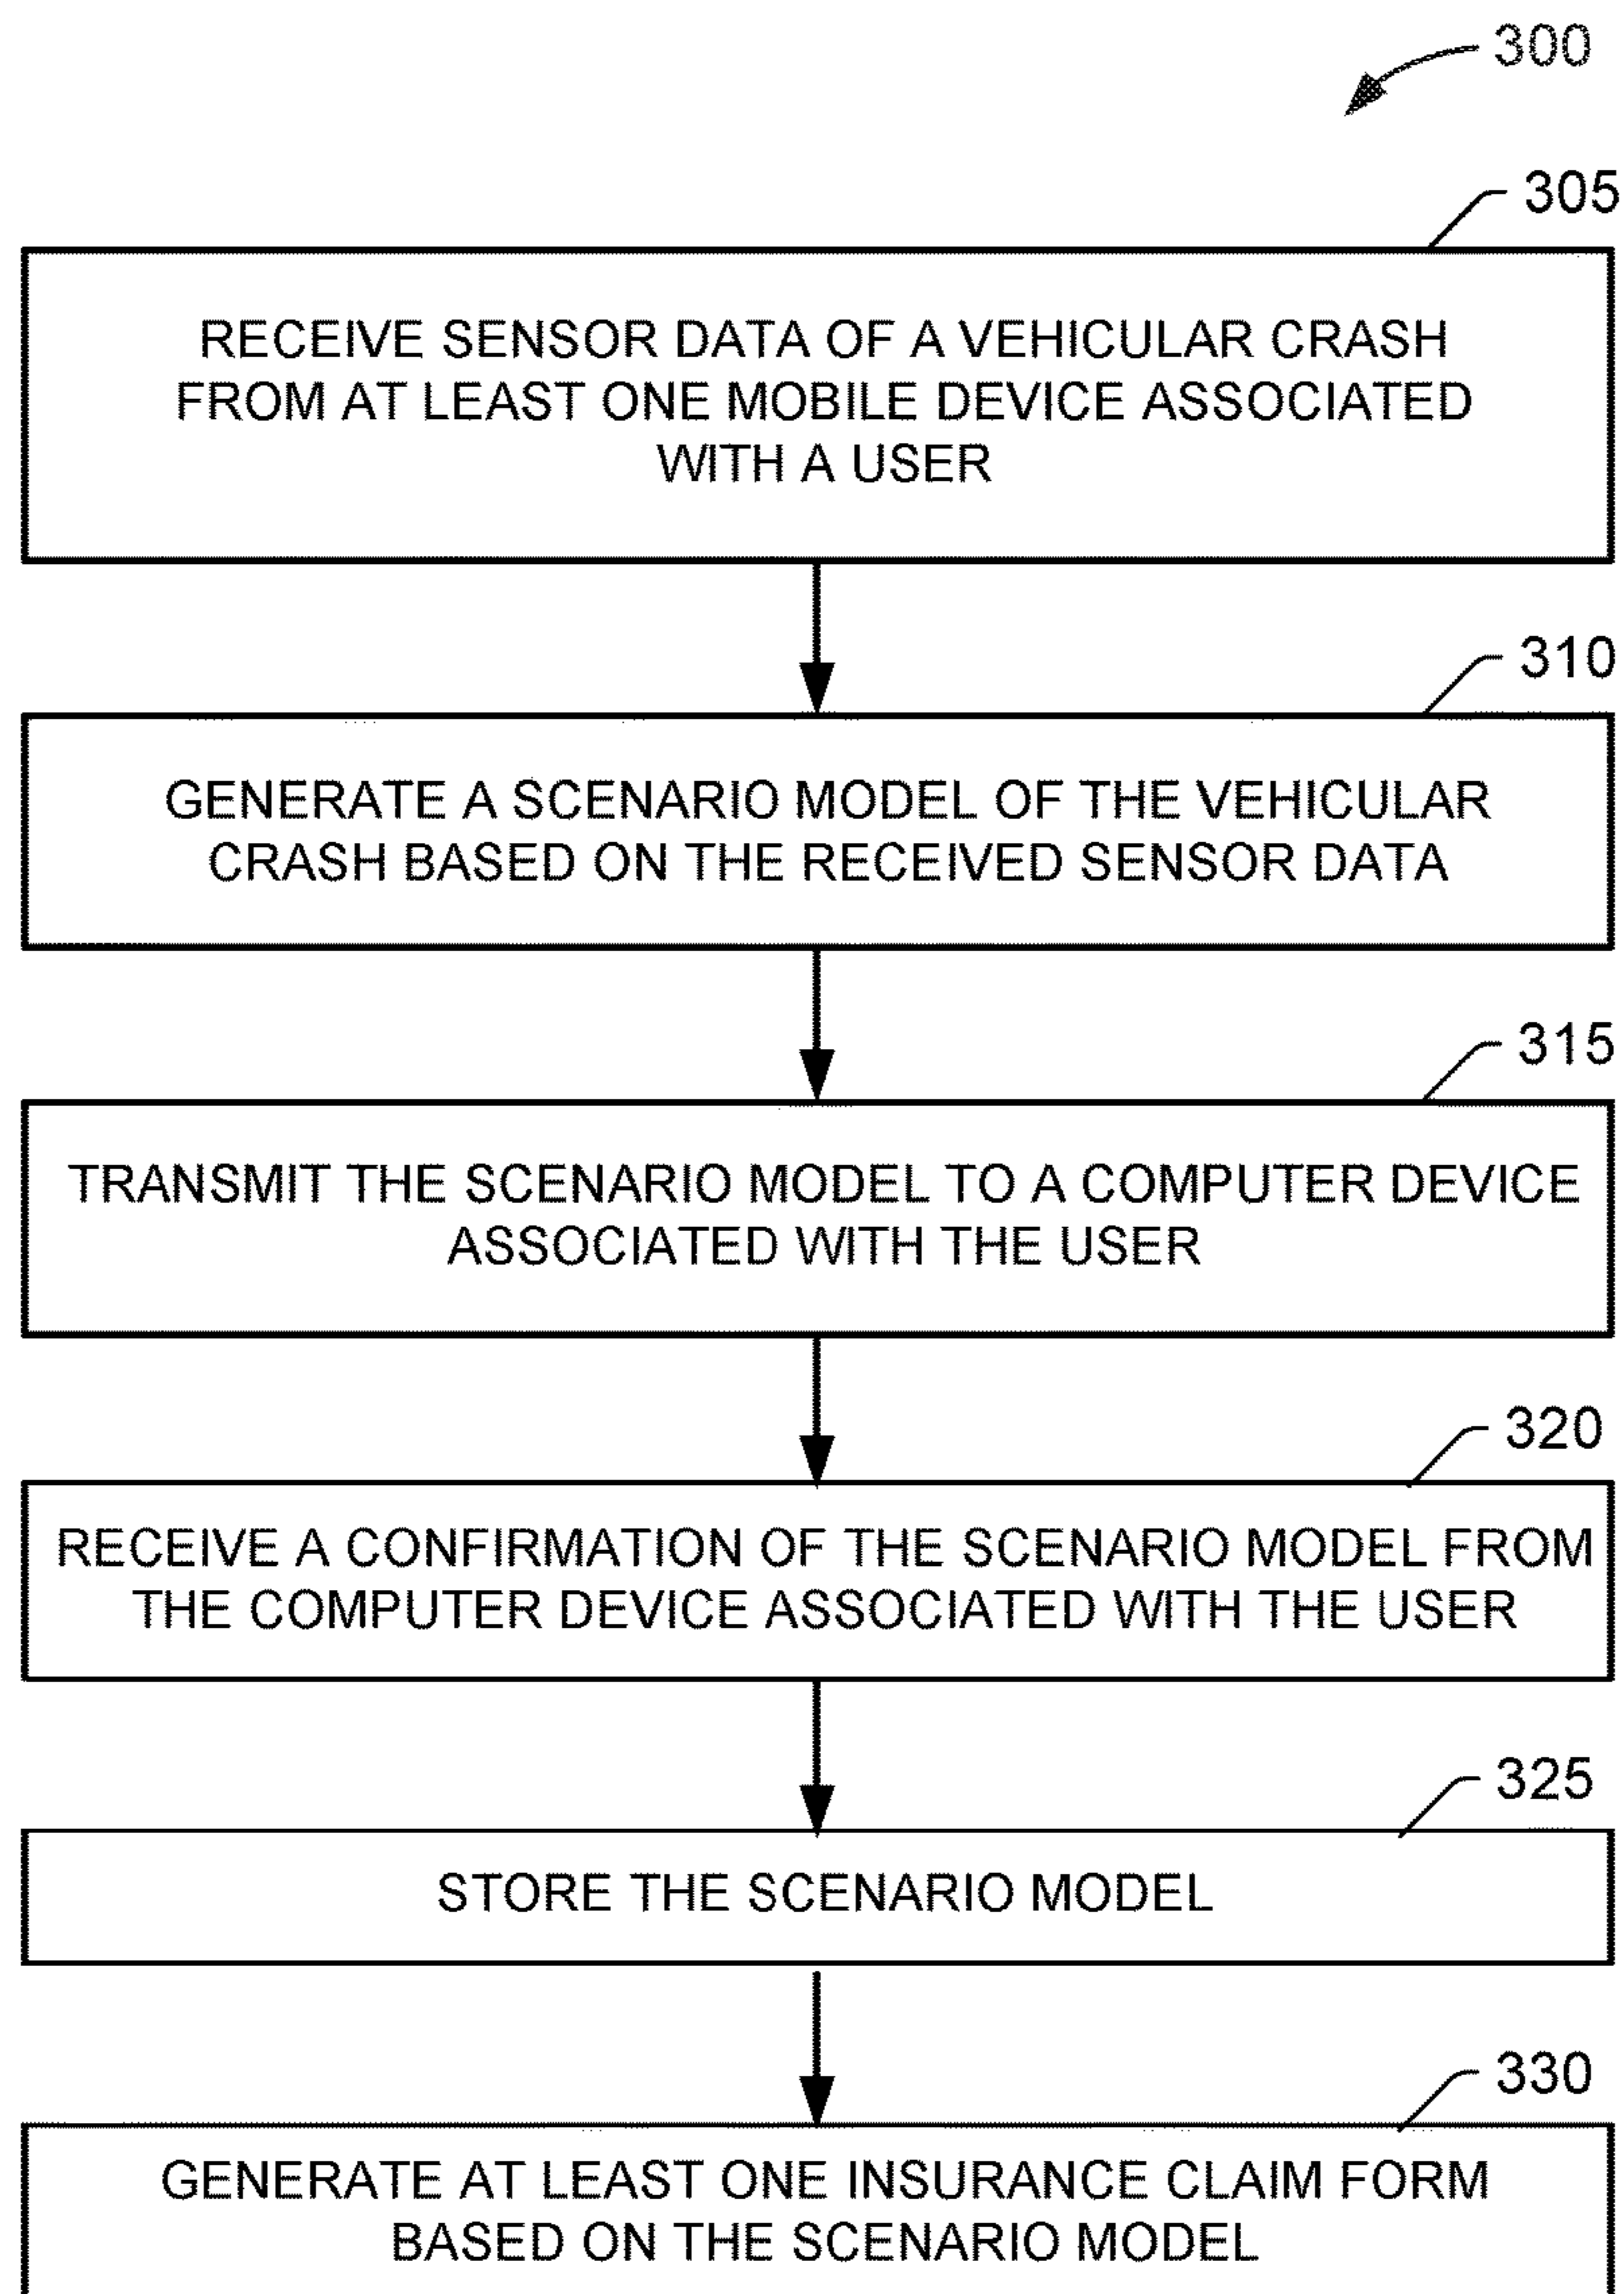 300
305
RECEIVE SENSOR DATA OF A VEHICULAR CRASH
FROM AT LEAST ONE MOBILE DEVICE ASSOCIATED
WITH A USER
310
GENERATE A SCENARIO MODEL OF THE VEHICULAR
CRASH BASED ON THE RECEIVED SENSOR DATA
315
TRANSMIT THE SCENARIO MODEL TO A COMPUTER DEVICE
ASSOCIATED WITH THE USER
320
RECEIVE A CONFIRMATION OF THE SCENARIO MODEL FROM
THE COMPUTER DEVICE ASSOCIATED WITH THE USER
325
STORE THE SCENARIO MODEL
330
GENERATE AT LEAST ONE INSURANCE CLAIM FORM
BASED ON THE SCENARIO MODEL